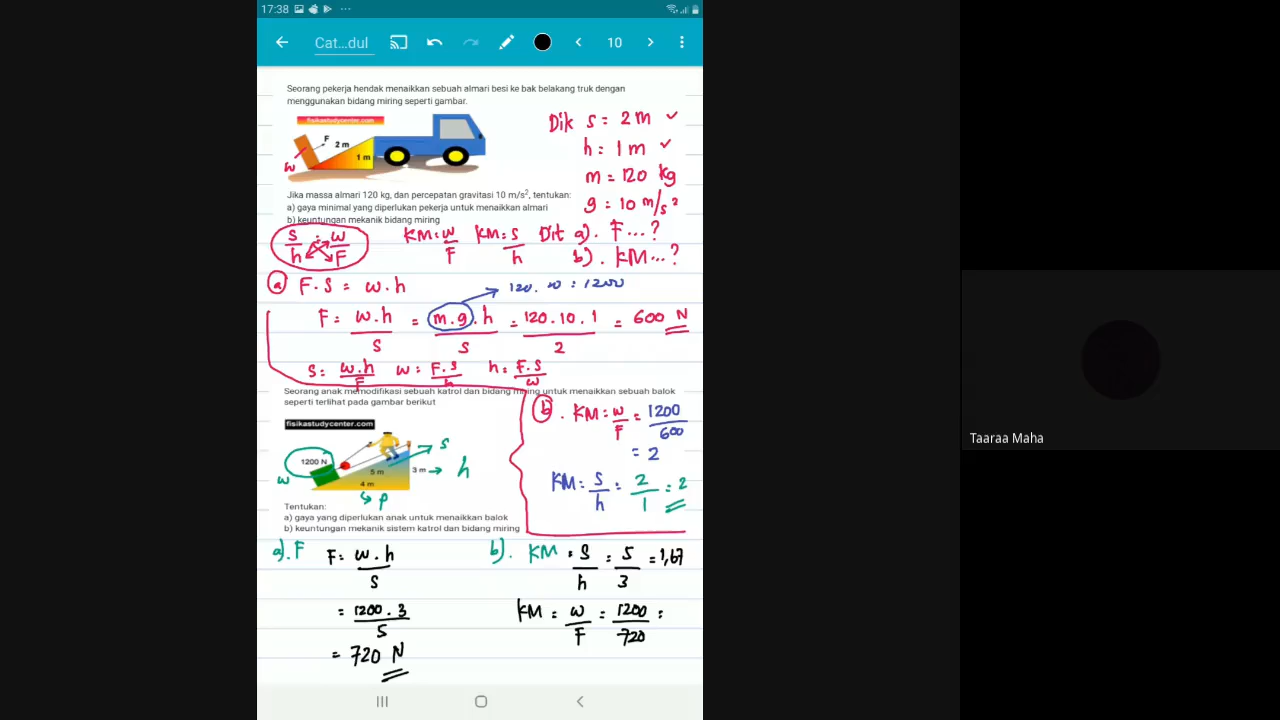 17:38
Cat...dul
10
Seorang pekerja hendak menaikkan sebuah almari besi ke bak belakang truk dengan
menggunakan bidang miring seperti gambar.
fisikastudycenter.com
F
2 m
1 m
w
Dik s = 2 m ✓
h = 1 m ✓
m = 120 kg
g = 10 m/s²
Jika massa almari 120 kg, dan percepatan gravitasi 10 m/s², tentukan:
a) gaya minimal yang diperlukan pekerja untuk menaikkan almari
b) keuntungan mekanik bidang miring
s/h = w/F
KM = w/F KM = s/h Dit a). F...?
b). KM...?
a F.S = w.h
120. 10 = 1200
F = w.h/s = m.g.h/s = 120.10.1/2 = 600 N
S = w.h/F w = F.s/h h = F.S/w
Seorang anak memodifikasi sebuah katrol dan bidang miring untuk menaikkan sebuah balok
seperti terlihat pada gambar berikut
fisikastudycenter.com
1200 N
w
5 m
3 m
4 m
s
h
p
b. KM = w/F = 1200/600
= 2
KM = s/h = 2/1 = 2
Tentukan:
a) gaya yang diperlukan anak untuk menaikkan balok
b) keuntungan mekanik sistem katrol dan bidang miring
a). F F = w.h/s
= 1200.3/5
= 720 N
b). KM = s/h = 5/3 = 1,67
KM = w/F = 1200/720 =
Taaraa Maha